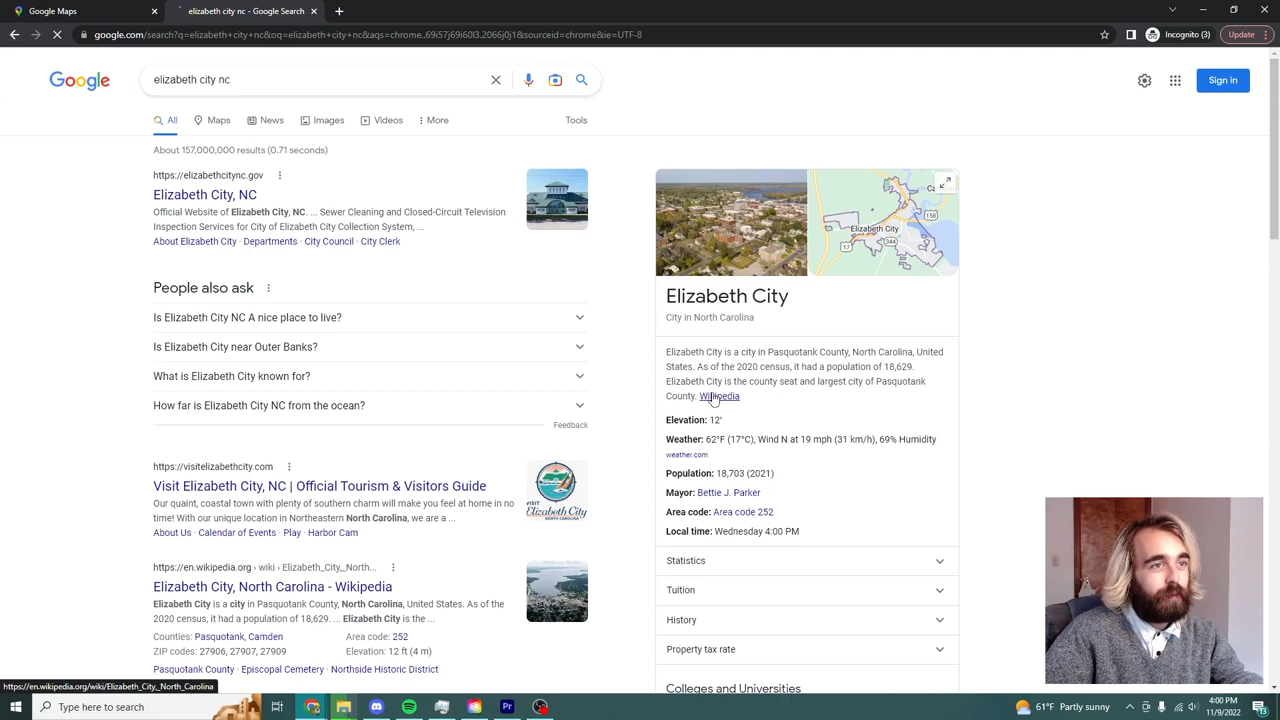 Google Maps
elizabeth city nc - Google Search
google.com/search?q=elizabeth+city+nc&oq=elizabeth+city+nc&aqs=chrome..69i57j69i60l3.2066j0j1&sourceid=chrome&ie=UTF-8
Incognito (3)
Update
Google
elizabeth city nc
Sign in
All
Maps
News
Images
Videos
More
Tools
About 157,000,000 results (0.71 seconds)
https://elizabethcitync.gov
Elizabeth City, NC
Official Website of Elizabeth City, NC. ... Sewer Cleaning and Closed-Circuit Television
Inspection Services for City of Elizabeth City Collection System, ...
About Elizabeth City · Departments · City Council · City Clerk
People also ask
Is Elizabeth City NC A nice place to live?
Is Elizabeth City near Outer Banks?
What is Elizabeth City known for?
How far is Elizabeth City NC from the ocean?
Feedback
https://visitelizabethcity.com
Visit Elizabeth City, NC | Official Tourism & Visitors Guide
Our quaint, coastal town with plenty of southern charm will make you feel at home in no
time! With our unique location in Northeastern North Carolina, we are a ...
About Us · Calendar of Events · Play · Harbor Cam
VISIT
Elizabeth City
https://en.wikipedia.org › wiki › Elizabeth_City,_North...
Elizabeth City, North Carolina - Wikipedia
Elizabeth City is a city in Pasquotank County, North Carolina, United States. As of the
2020 census, it had a population of 18,629. ... Elizabeth City is the ...
Counties: Pasquotank, Camden
Area code: 252
ZIP codes: 27906, 27907, 27909
Elevation: 12 ft (4 m)
Pasquotank County · Episcopal Cemetery · Northside Historic District
Ca
158
Elizabeth City
17
344
Elizabeth City
City in North Carolina
Elizabeth City is a city in Pasquotank County, North Carolina, United
States. As of the 2020 census, it had a population of 18,629.
Elizabeth City is the county seat and largest city of Pasquotank
County. Wikipedia
Elevation: 12′
Weather: 62°F (17°C), Wind N at 19 mph (31 km/h), 69% Humidity
weather.com
Population: 18,703 (2021)
Mayor: Bettie J. Parker
Area code: Area code 252
Local time: Wednesday 4:00 PM
Statistics
Tuition
History
Property tax rate
Colleges and Universities
https://en.wikipedia.org/wiki/Elizabeth_City,_North_Carolina
Type here to search
Pr
61°F Partly sunny
4:00 PM
11/9/2022